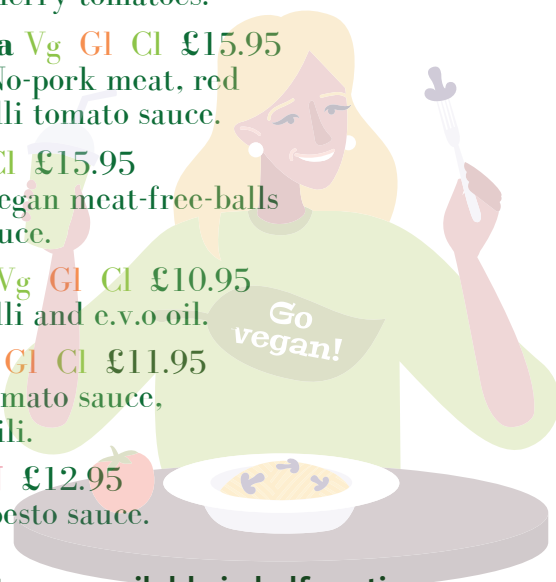 erry tomatoes.
a Vg Gl Cl £15.95
No-pork meat, red
lli tomato sauce.
Cl £15.95
egan meat-free-balls
uce.
Vg Gl Cl £10.95
lli and e.v.o oil.
Gl Cl £11.95
mato sauce,
ili.
£12.95
pesto sauce.
Go
vegan!